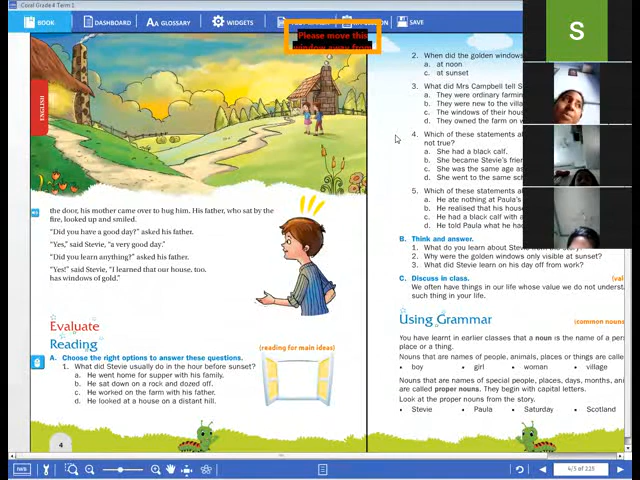 Coral Grade 4 Term 1
BOOK
DASHBOARD
GLOSSARY
WIDGETS
SAVE
Please move this
window away from
S
ENGLISH
the door, his mother came over to hug him. His father, who sat by the
fire, looked up and smiled.
"Did you have a good day?" asked his father.
"Yes," said Stevie, "a very good day."
"Did you learn anything?" asked his father.
"Yes!" said Stevie, "I learned that our house, too,
has windows of gold."
Evaluate
Reading
(reading for main ideas)
A. Choose the right options to answer these questions.
1. What did Stevie usually do in the hour before sunset?
a. He went home for supper with his family.
b. He sat down on a rock and dozed off.
c. He worked on the farm with his father.
d. He looked at a house on a distant hill.
4
2. When did the golden windows
a. at noon
c. at sunset
3. What did Mrs Campbell tell S
a. They were ordinary farmin
b. They were new to the villa
c. The windows of their hous
d. They owned the farm on w
4. Which of these statements a
not true?
a. She had a black calf.
b. She became Stevie's frien
c. She was the same age as
d. She went to the same sch
5. Which of these statements a
a. He ate nothing at Paula's
b. He realised that his house
c. He had a black calf with a
d. He told Paula what he ha
B. Think and answer.
1. What do you learn about Stevie from the
2. Why were the golden windows only visible at sunset?
3. What did Stevie learn on his day off from work?
C. Discuss in class.
(val
We often have things in our lives whose value we do not underst
such thing in your life.
Using Grammar
(common nouns
You have learnt in earlier classes that a noun is the name of a pers
place or a thing.
Nouns that are names of people, animals, places or things are calle
• boy • girl • woman • village
Nouns that are names of special people, places, days, months, an
are called proper nouns. They begin with capital letters.
Look at the proper nouns from the story.
• Stevie • Paula • Saturday • Scotland
IWB
4/5 of 225